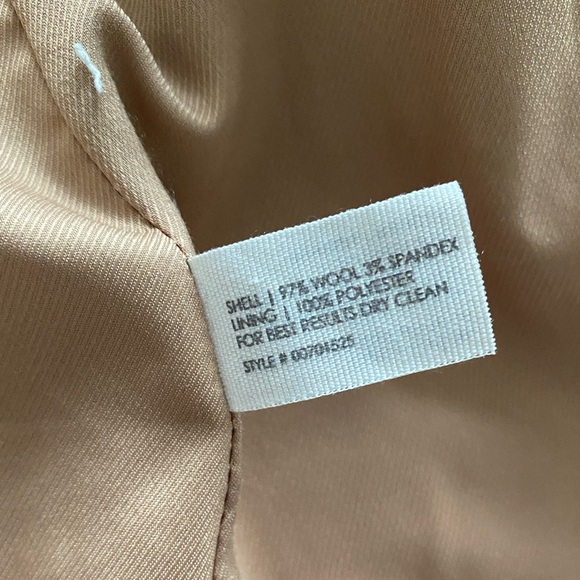 SHELL | 97% WOOL 3% SPANDEX
LINING | 100% POLYESTER
FOR BEST RESULTS DRY CLEAN
STYLE # 00704525